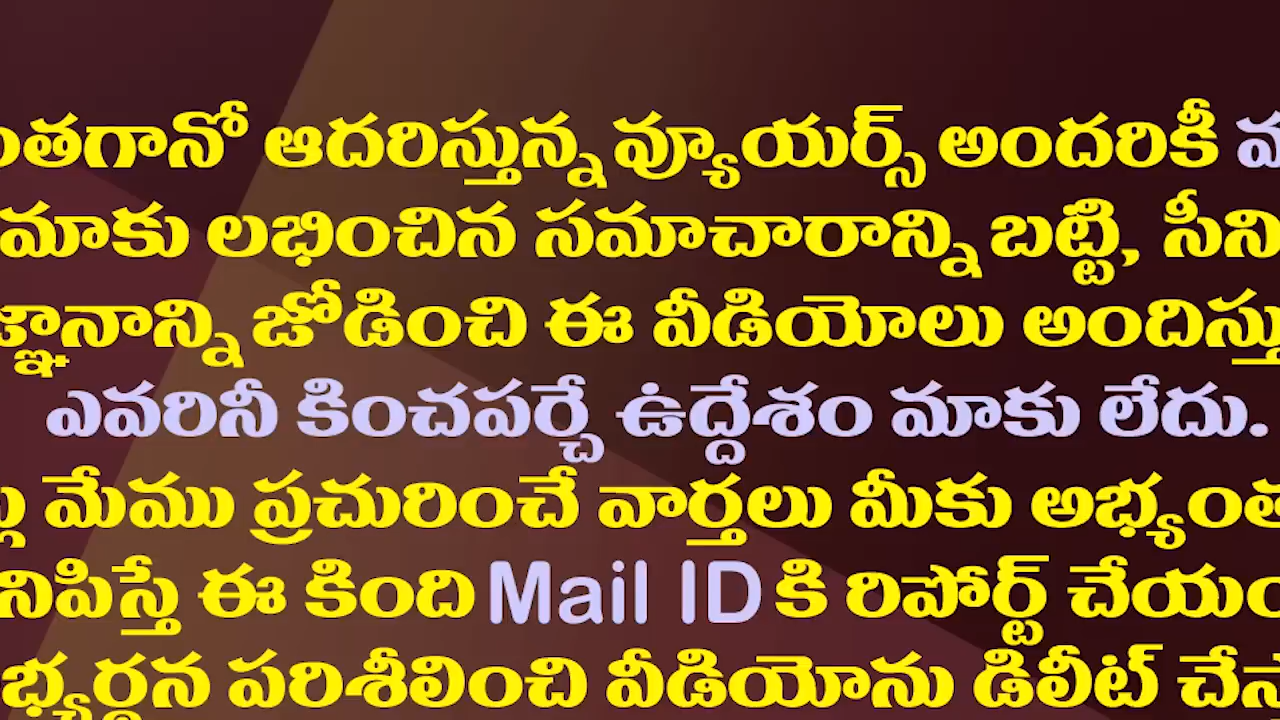 ంతగానో ఆదరిస్తున్న వ్యూయర్స్ అందరికీ
మాకు లభించిన సమాచారాన్ని బట్టి, సీని
జ్ఞానాన్ని జోడించి ఈ వీడియోలు అందిస్తు
ఎవరినీ కించపర్చే ఉద్దేశం మాకు లేదు.
మేము ప్రచురించే వార్తలు మీకు అభ్యంత
నిపిస్తే ఈ కింది Mail ID కి రిపోర్ట్ చేయం
భ్యర్థన పరిశీలించి వీడియోను డిలీట్ చేస